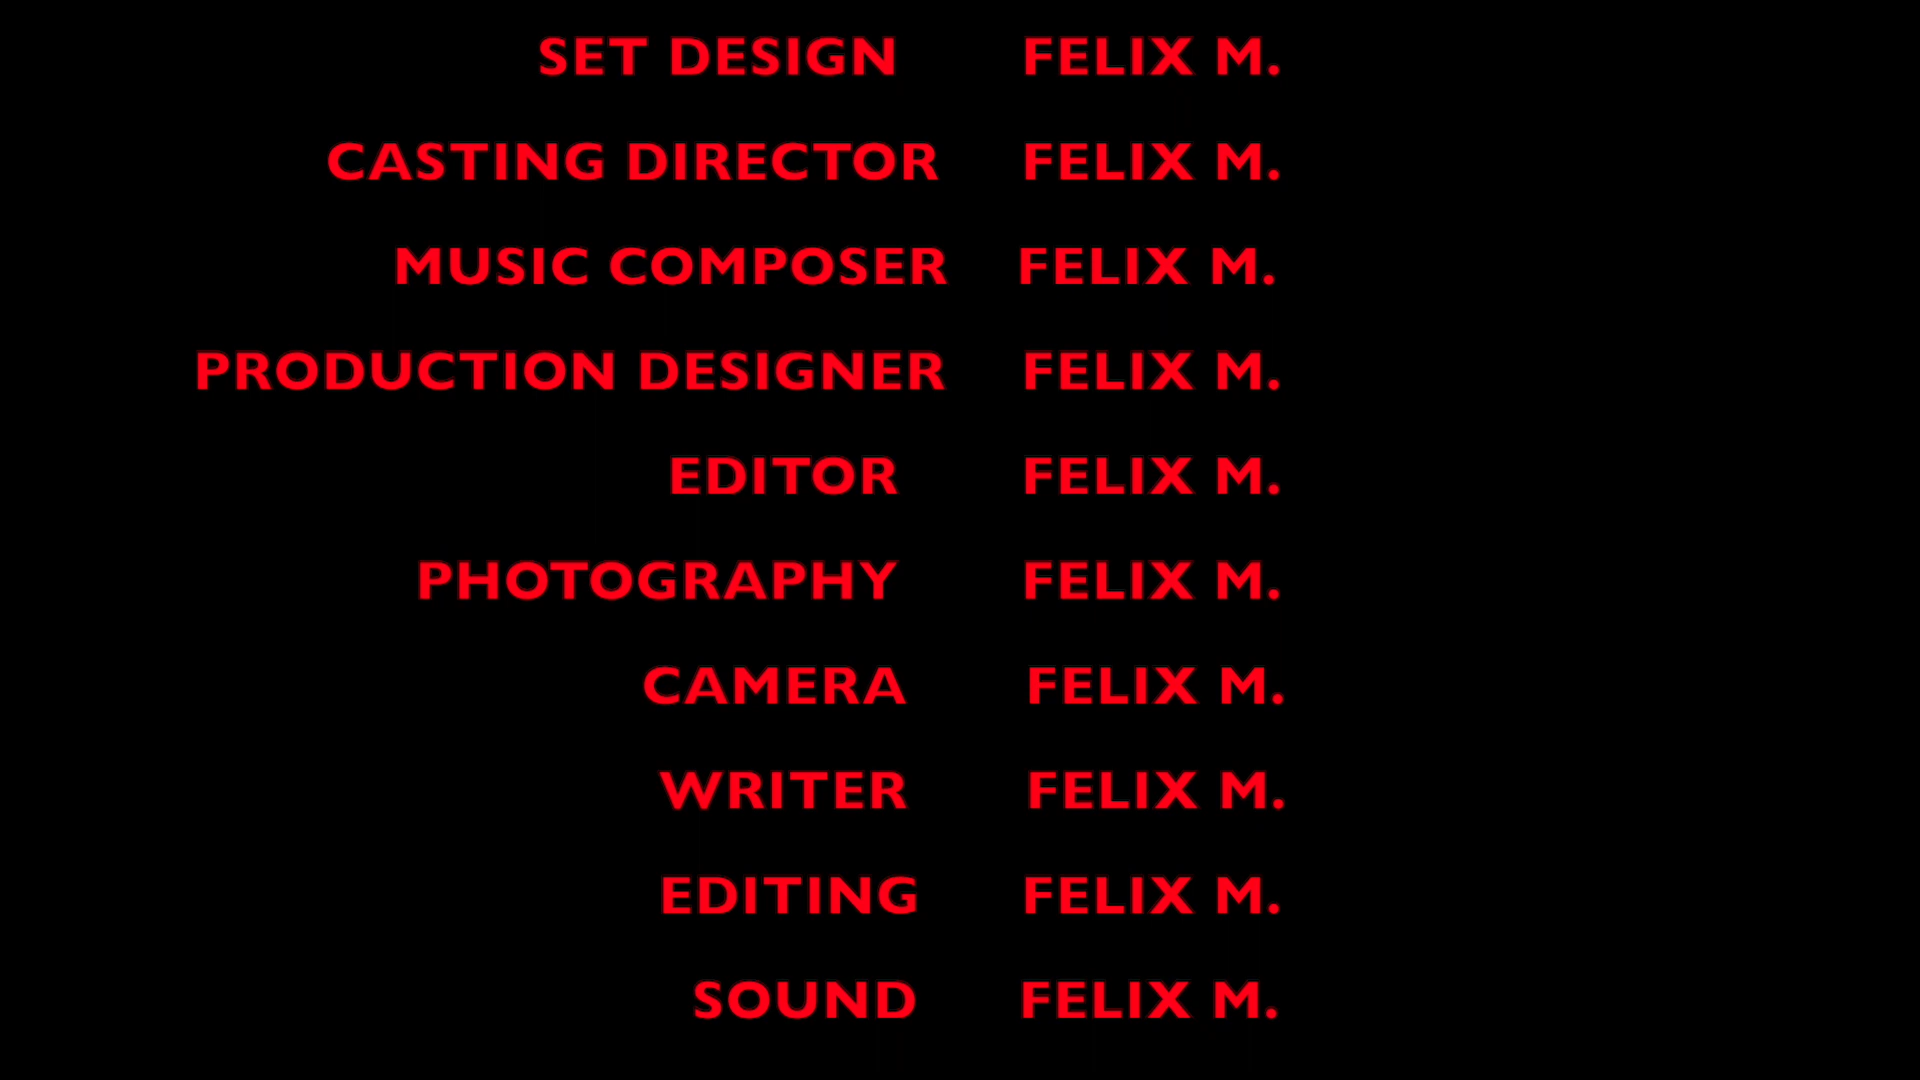 SET DESIGN FELIX M.
CASTING DIRECTOR FELIX M.
MUSIC COMPOSER FELIX M.
PRODUCTION DESIGNER FELIX M.
EDITOR FELIX M.
PHOTOGRAPHY FELIX M.
CAMERA FELIX M.
WRITER FELIX M.
EDITING FELIX M.
SOUND FELIX M.